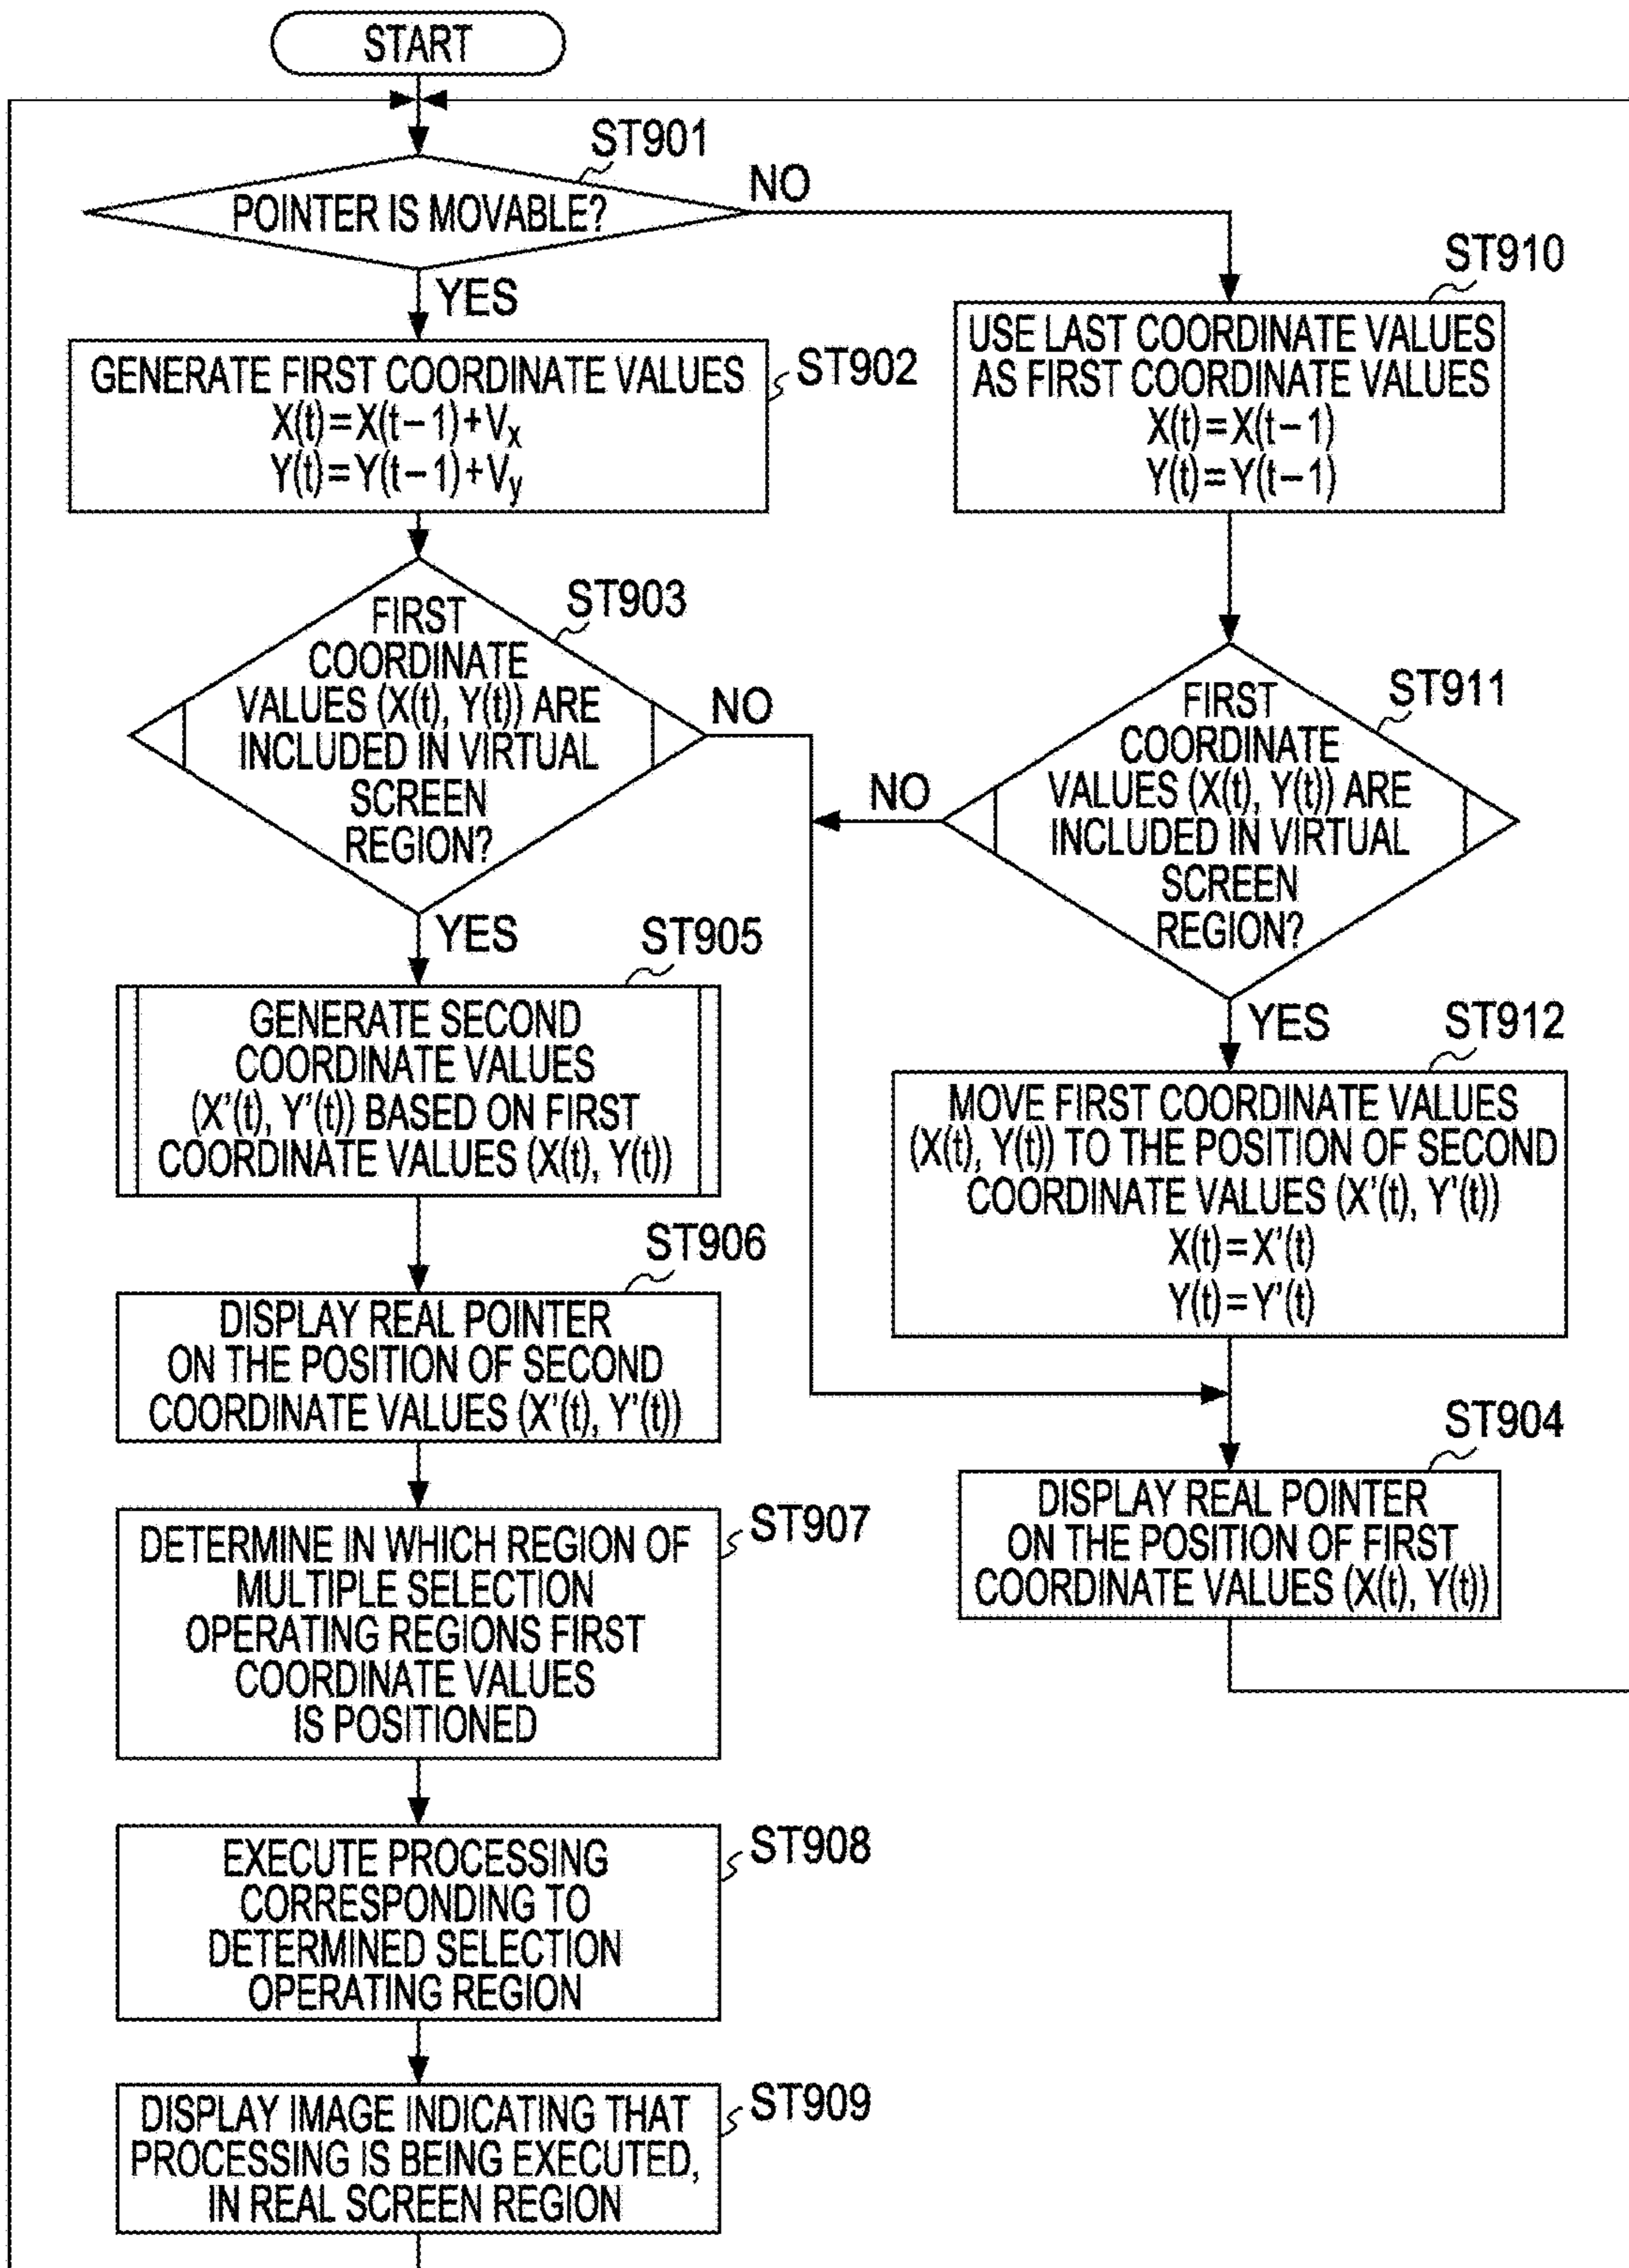 START
ST901
POINTER IS MOVABLE?
NO
YES
ST902
GENERATE FIRST COORDINATE VALUES
X(t)=X(t−1)+Vx
Y(t)=Y(t−1)+Vy
ST910
USE LAST COORDINATE VALUES
AS FIRST COORDINATE VALUES
X(t)=X(t−1)
Y(t)=Y(t−1)
ST903
FIRST
COORDINATE
VALUES (X(t), Y(t)) ARE
INCLUDED IN VIRTUAL
SCREEN
REGION?
NO
YES
ST911
FIRST
COORDINATE
VALUES (X(t), Y(t)) ARE
INCLUDED IN VIRTUAL
SCREEN
REGION?
NO
YES
ST905
GENERATE SECOND
COORDINATE VALUES
(X'(t), Y'(t)) BASED ON FIRST
COORDINATE VALUES (X(t), Y(t))
ST912
MOVE FIRST COORDINATE VALUES
(X(t), Y(t)) TO THE POSITION OF SECOND
COORDINATE VALUES (X'(t), Y'(t))
X(t)=X'(t)
Y(t)=Y'(t)
ST906
DISPLAY REAL POINTER
ON THE POSITION OF SECOND
COORDINATE VALUES (X'(t), Y'(t))
ST904
DISPLAY REAL POINTER
ON THE POSITION OF FIRST
COORDINATE VALUES (X(t), Y(t))
ST907
DETERMINE IN WHICH REGION OF
MULTIPLE SELECTION
OPERATING REGIONS FIRST
COORDINATE VALUES
IS POSITIONED
ST908
EXECUTE PROCESSING
CORRESPONDING TO
DETERMINED SELECTION
OPERATING REGION
ST909
DISPLAY IMAGE INDICATING THAT
PROCESSING IS BEING EXECUTED,
IN REAL SCREEN REGION